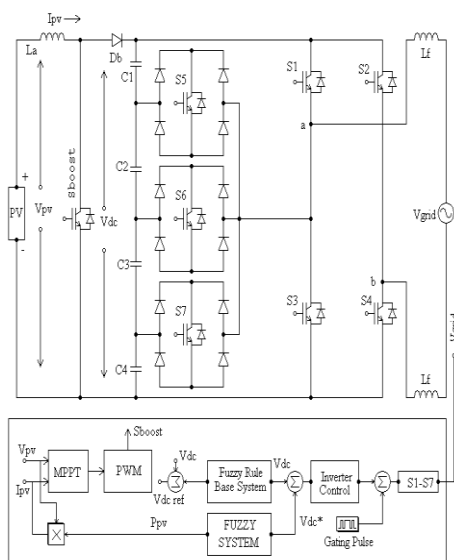 Ipv
La
Db
C1
S5
S1
S2
Lf
a
Sboost
+
PV
-
Vpv
Vdc
C2
S6
Vgrid
C3
b
S7
S3
S4
C4
Lf
Sboost
Vpv
Ipv
MPPT
PWM
Vdc
Σ
Vdc ref
Fuzzy Rule
Base System
Vdc
Σ
Inverter
Control
Σ
S1-S7
X
Ppv
FUZZY
SYSTEM
Vdc*
Gating Pulse